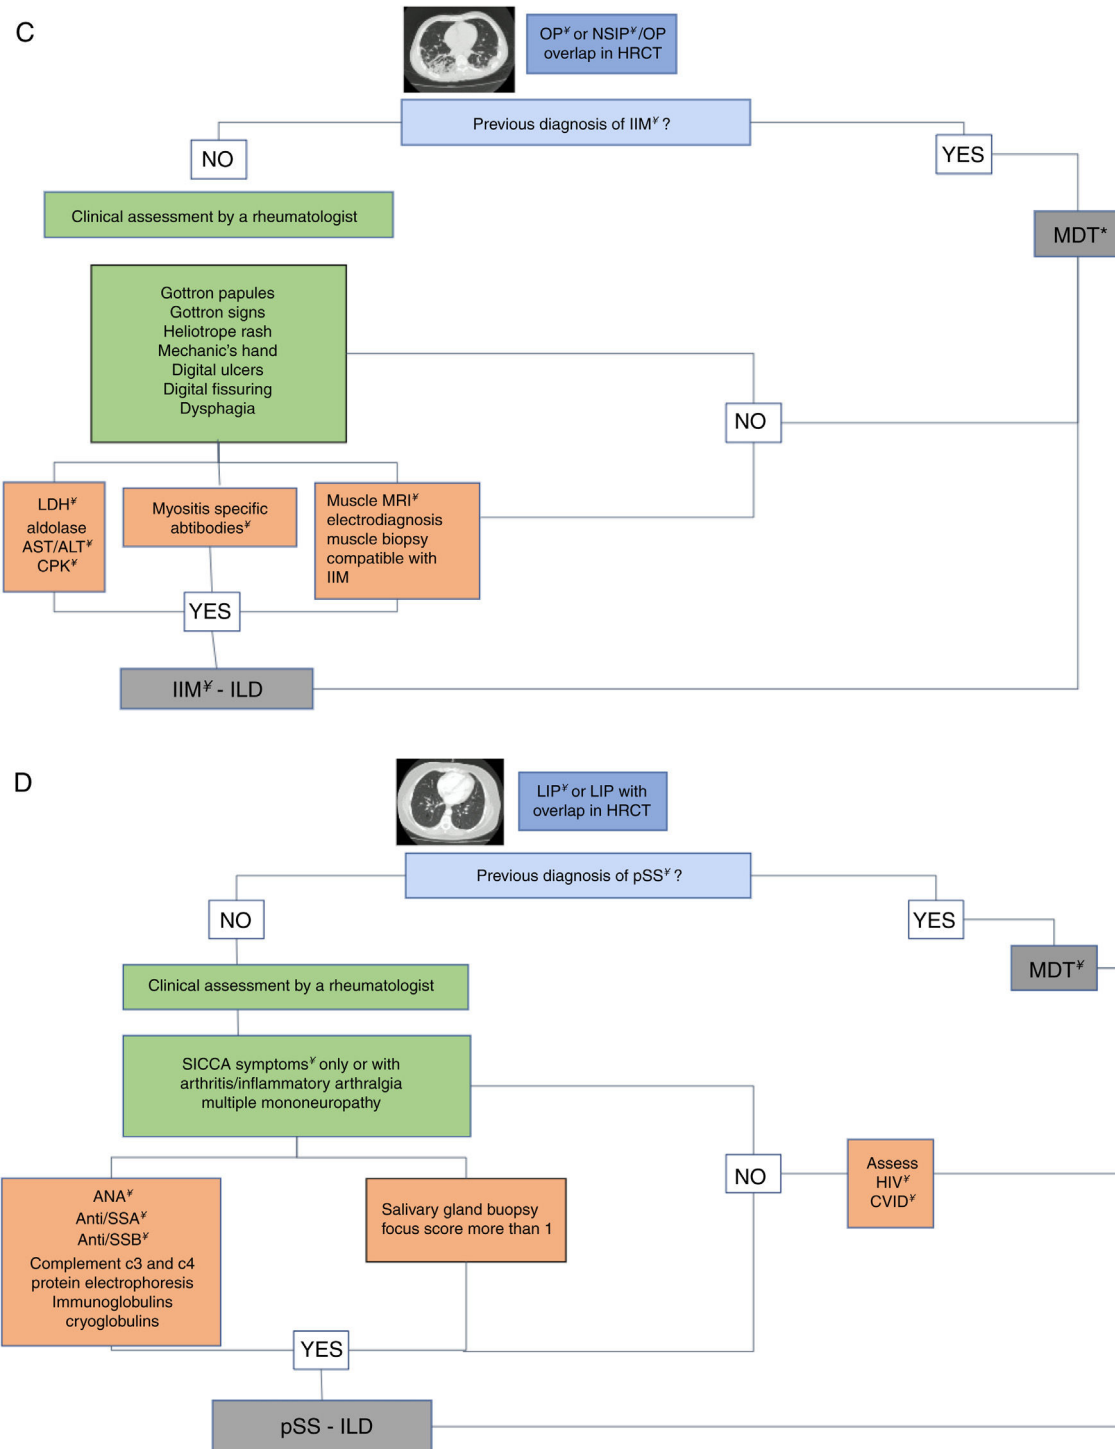 C
OP¥ or NSIP¥/OP
overlap in HRCT
Previous diagnosis of IIM¥ ?
NO
YES
Clinical assessment by a rheumatologist
MDT*
Gottron papules
Gottron signs
Heliotrope rash
Mechanic's hand
Digital ulcers
Digital fissuring
Dysphagia
NO
LDH¥
aldolase
AST/ALT¥
CPK¥
Myositis specific
abtibodies¥
Muscle MRI¥
electrodiagnosis
muscle biopsy
compatible with
IIM
YES
IIM¥ - ILD
D
LIP¥ or LIP with
overlap in HRCT
Previous diagnosis of pSS¥ ?
NO
YES
Clinical assessment by a rheumatologist
MDT¥
SICCA symptoms¥ only or with
arthritis/inflammatory arthralgia
multiple mononeuropathy
NO
Assess
HIV¥
CVID¥
ANA¥
Anti/SSA¥
Anti/SSB¥
Complement c3 and c4
protein electrophoresis
Immunoglobulins
cryoglobulins
Salivary gland buopsy
focus score more than 1
YES
pSS - ILD